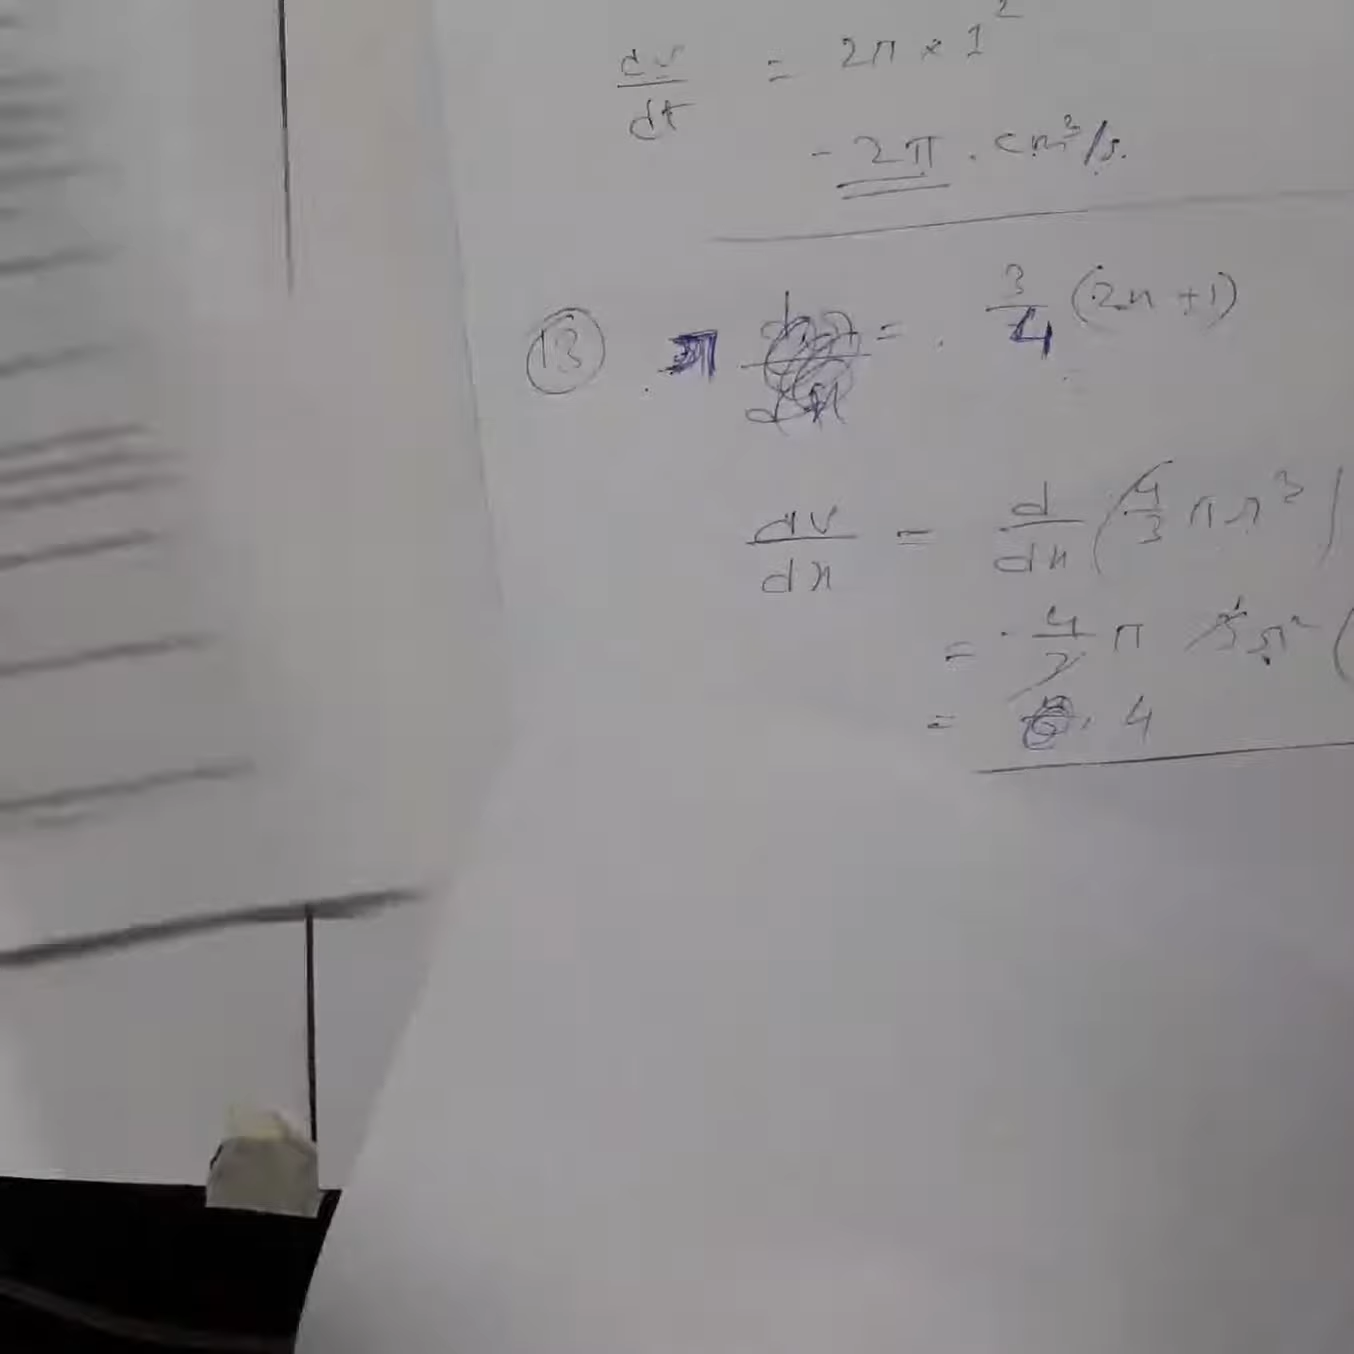 dv/dt = 2π × 1²
- 2π . cm³/s.
(13) = 3/4 (2x + 1)
dv/dx = d/dx (4/3 π r³)
= 4/3 π 3r² (
= 4